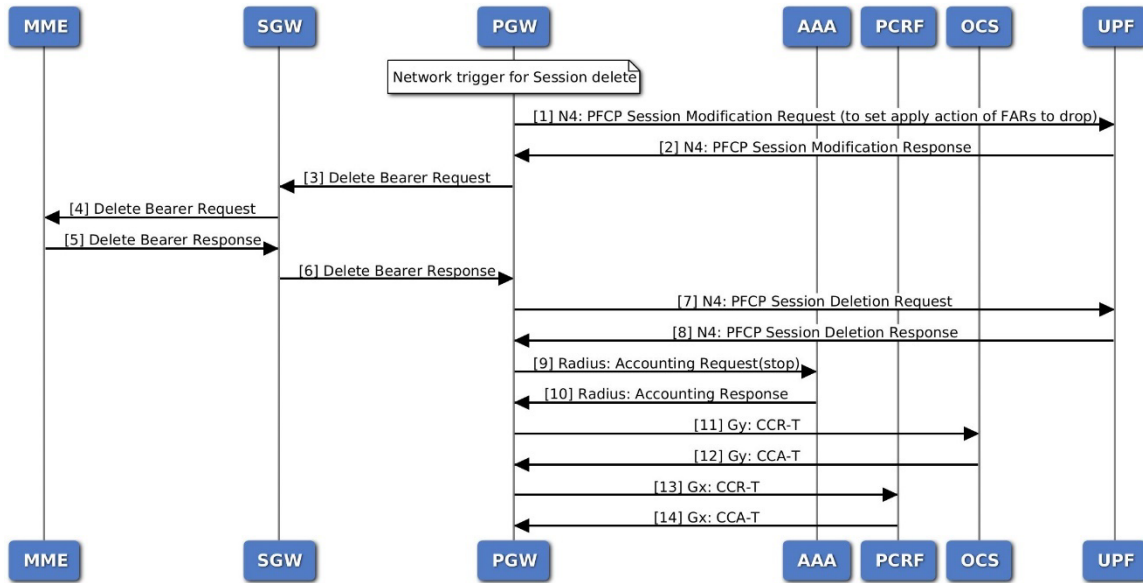 MME SGW PGW AAA PCRF OCS UPF
Network trigger for Session delete
[1] N4: PFCP Session Modification Request (to set apply action of FARs to drop)
[2] N4: PFCP Session Modification Response
[3] Delete Bearer Request
[4] Delete Bearer Request
[5] Delete Bearer Response
[6] Delete Bearer Response
[7] N4: PFCP Session Deletion Request
[8] N4: PFCP Session Deletion Response
[9] Radius: Accounting Request(stop)
[10] Radius: Accounting Response
[11] Gy: CCR-T
[12] Gy: CCA-T
[13] Gx: CCR-T
[14] Gx: CCA-T
MME SGW PGW AAA PCRF OCS UPF